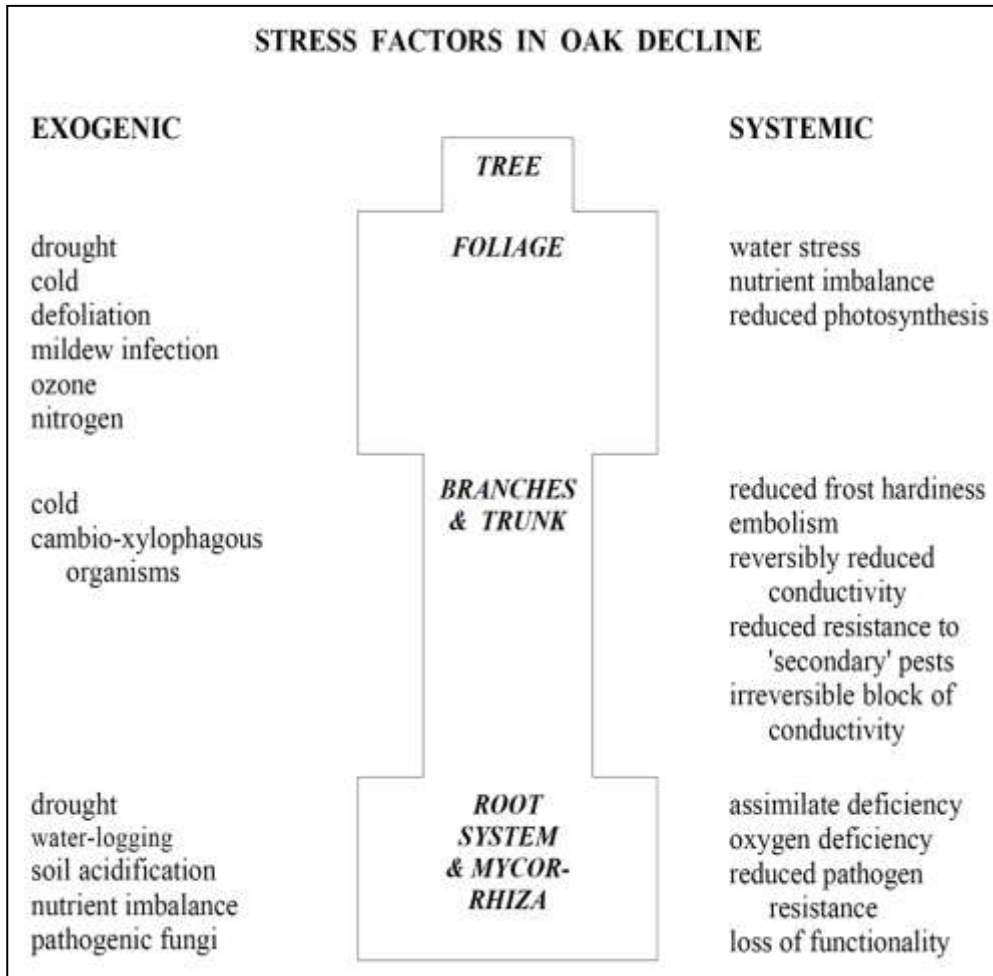 STRESS FACTORS IN OAK DECLINE
EXOGENIC
SYSTEMIC
TREE
drought
cold
defoliation
mildew infection
ozone
nitrogen
FOLIAGE
water stress
nutrient imbalance
reduced photosynthesis
cold
cambio-xylophagous
organisms
BRANCHES
& TRUNK
reduced frost hardiness
embolism
reversibly reduced
conductivity
reduced resistance to
'secondary' pests
irreversible block of
conductivity
drought
water-logging
soil acidification
nutrient imbalance
pathogenic fungi
ROOT
SYSTEM
& MYCOR-
RHIZA
assimilate deficiency
oxygen deficiency
reduced pathogen
resistance
loss of functionality